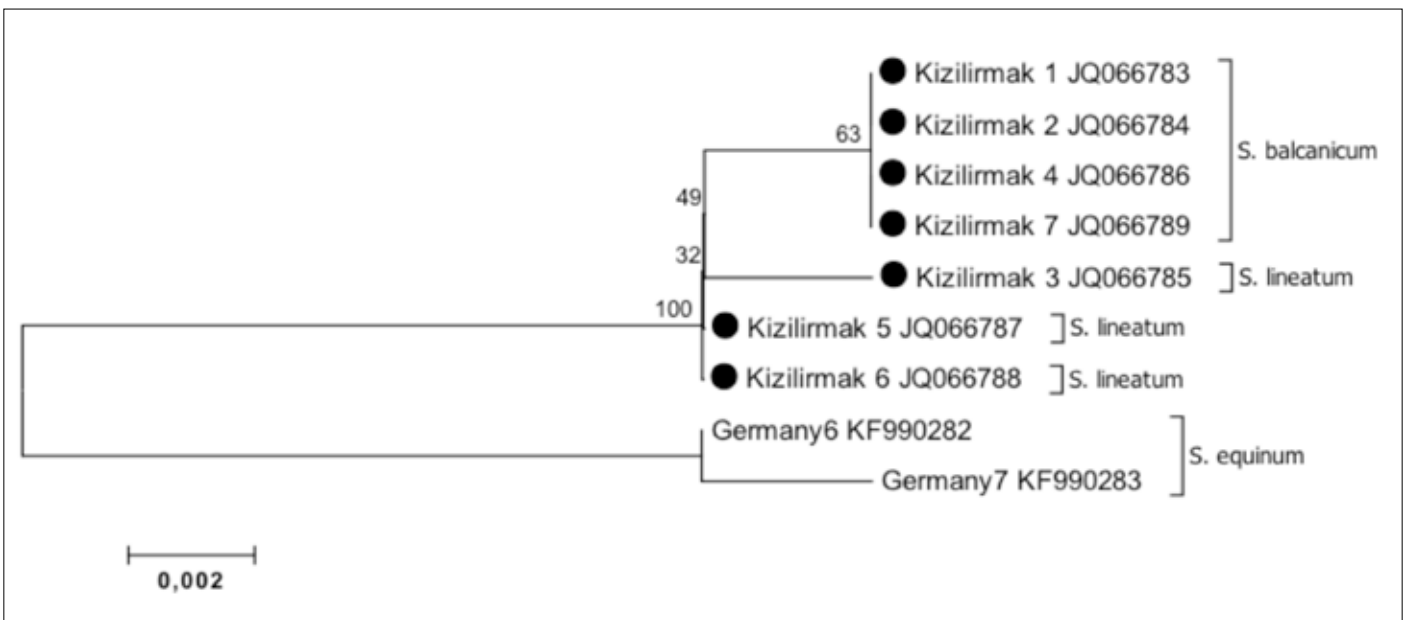 Kizilirmak 1 JQ066783
63
Kizilirmak 2 JQ066784
S. balcanicum
Kizilirmak 4 JQ066786
49
Kizilirmak 7 JQ066789
32
Kizilirmak 3 JQ066785 S. lineatum
100
Kizilirmak 5 JQ066787 S. lineatum
Kizilirmak 6 JQ066788 S. lineatum
Germany6 KF990282
S. equinum
Germany7 KF990283
0,002